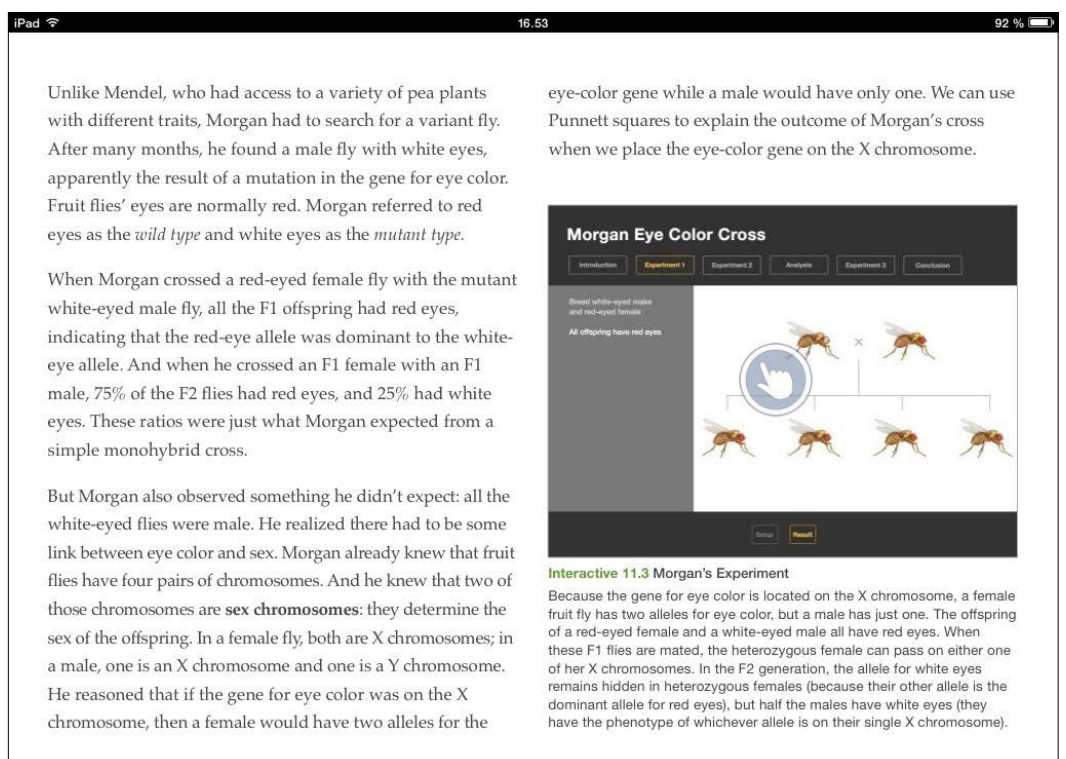 iPad
16.53
92 %
Unlike Mendel, who had access to a variety of pea plants
with different traits, Morgan had to search for a variant fly.
After many months, he found a male fly with white eyes,
apparently the result of a mutation in the gene for eye color.
Fruit flies’ eyes are normally red. Morgan referred to red
eyes as the wild type and white eyes as the mutant type.
When Morgan crossed a red-eyed female fly with the mutant
white-eyed male fly, all the F1 offspring had red eyes,
indicating that the red-eye allele was dominant to the white-
eye allele. And when he crossed an F1 female with an F1
male, 75% of the F2 flies had red eyes, and 25% had white
eyes. These ratios were just what Morgan expected from a
simple monohybrid cross.
But Morgan also observed something he didn’t expect: all the
white-eyed flies were male. He realized there had to be some
link between eye color and sex. Morgan already knew that fruit
flies have four pairs of chromosomes. And he knew that two of
those chromosomes are sex chromosomes: they determine the
sex of the offspring. In a female fly, both are X chromosomes; in
a male, one is an X chromosome and one is a Y chromosome.
He reasoned that if the gene for eye color was on the X
chromosome, then a female would have two alleles for the
eye-color gene while a male would have only one. We can use
Punnett squares to explain the outcome of Morgan’s cross
when we place the eye-color gene on the X chromosome.
Morgan Eye Color Cross
Introduction
Experiment 1
Experiment 2
Analysis
Experiment 3
Conclusion
Breed white-eyed make
and red-eyed female
All offspring have red eyes
×
Setup
Result
Interactive 11.3 Morgan’s Experiment
Because the gene for eye color is located on the X chromosome, a female
fruit fly has two alleles for eye color, but a male has just one. The offspring
of a red-eyed female and a white-eyed male all have red eyes. When
these F1 flies are mated, the heterozygous female can pass on either one
of her X chromosomes. In the F2 generation, the allele for white eyes
remains hidden in heterozygous females (because their other allele is the
dominant allele for red eyes), but half the males have white eyes (they
have the phenotype of whichever allele is on their single X chromosome).